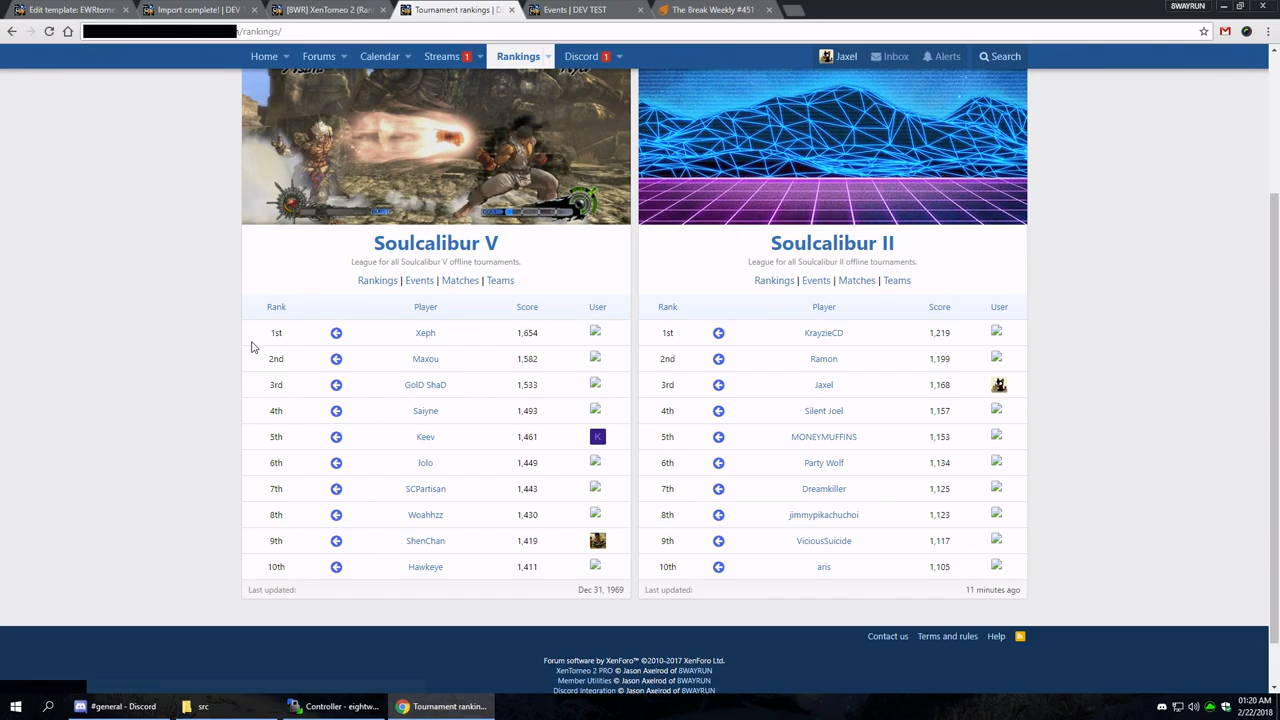 Edit template: EWRtorne
Import complete! | DEV T
[8WR] XenTorneo 2 (Ran
Tournament rankings | D
Events | DEV TEST
The Break Weekly #451
8WAYRUN
/rankings/
Home Forums Calendar Streams 1 Rankings Discord 1 Jaxel Inbox Alerts Search
Soulcalibur V
League for all Soulcalibur V offline tournaments.
Rankings | Events | Matches | Teams
Rank Player Score User
1st Xeph 1,654
2nd Maxou 1,582
3rd GolD ShaD 1,533
4th Saiyne 1,493
5th Keev 1,461 K
6th lolo 1,449
7th SCPartisan 1,443
8th Woahhzz 1,430
9th ShenChan 1,419
10th Hawkeye 1,411
Last updated: Dec 31, 1969
Soulcalibur II
League for all Soulcalibur II offline tournaments.
Rankings | Events | Matches | Teams
Rank Player Score User
1st KrayzieCD 1,219
2nd Ramon 1,199
3rd Jaxel 1,168
4th Silent Joel 1,157
5th MONEYMUFFINS 1,153
6th Party Wolf 1,134
7th Dreamkiller 1,125
8th jimmypikachuchoi 1,123
9th ViciousSuicide 1,117
10th aris 1,105
Last updated: 11 minutes ago
Contact us Terms and rules Help
Forum software by XenForo™ ©2010-2017 XenForo Ltd.
XenTorneo 2 PRO © Jason Axelrod of 8WAYRUN
Member Utilities © Jason Axelrod of 8WAYRUN
Discord Integration © Jason Axelrod of 8WAYRUN
#general - Discord src Controller - eightw... Tournament rankin...
01:20 AM
2/22/2018